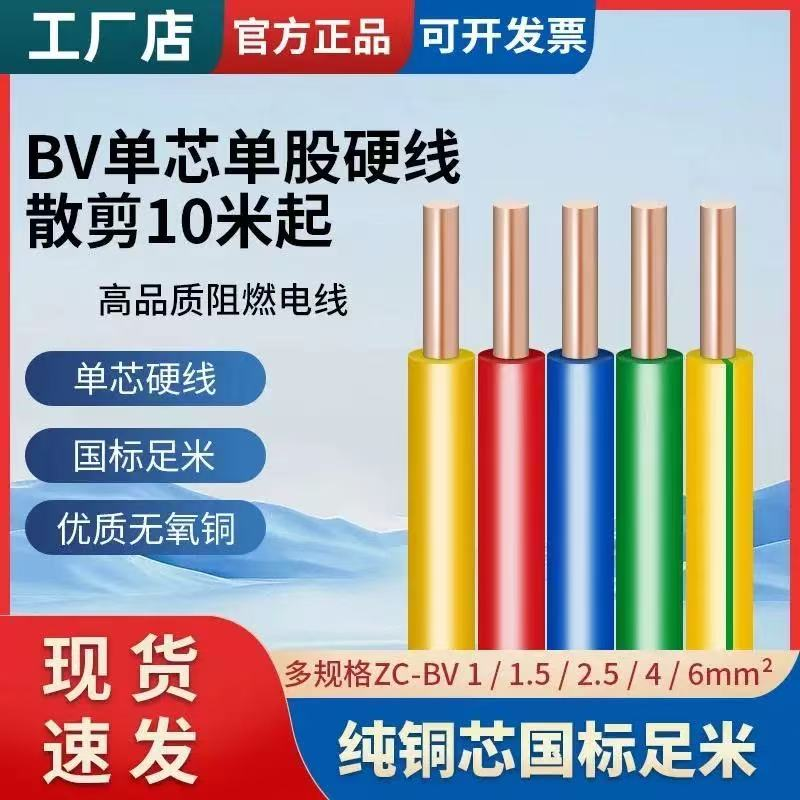 工厂店 官方正品 可开发票
BV单芯单股硬线
散剪10米起
高品质阻燃电线
单芯硬线
国标足米
优质无氧铜
现货
速发
多规格ZC-BV 1 / 1.5 / 2.5 / 4 / 6mm²
纯铜芯国标足米